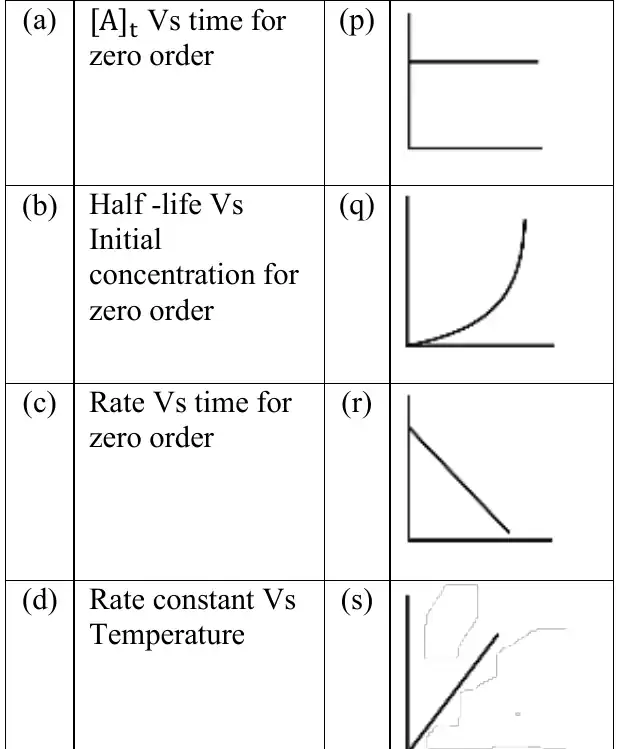 (a) [A]t Vs time for (p)
zero order
(b) Half -life Vs (q)
Initial
concentration for
zero order
(c) Rate Vs time for (r)
zero order
(d) Rate constant Vs (s)
Temperature